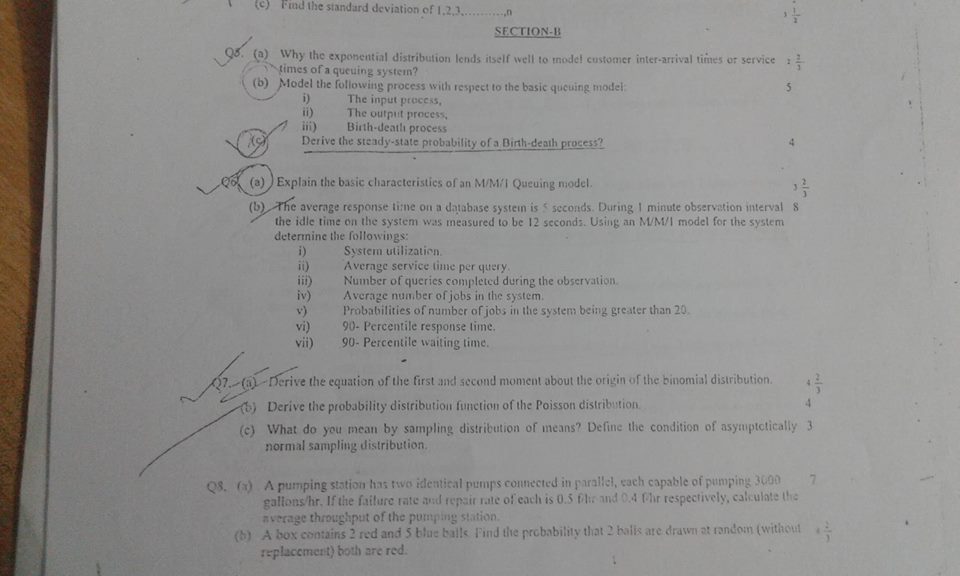 (c) Find the standard deviation of 1,2,3,...........,n 3 1/2
SECTION-B
Q5. (a) Why the exponential distribution lends itself well to model customer inter-arrival times or service 2 2/3
times of a queuing system?
(b) Model the following process with respect to the basic queuing model: 5
i) The input process,
ii) The output process,
iii) Birth-death process
(c) Derive the steady-state probability of a Birth-death process? 4
Q6. (a) Explain the basic characteristics of an M/M/1 Queuing model. 3 2/3
(b) The average response time on a database system is 5 seconds. During 1 minute observation interval 8
the idle time on the system was measured to be 12 seconds. Using an M/M/1 model for the system
determine the followings:
i) System utilization.
ii) Average service time per query.
iii) Number of queries completed during the observation.
iv) Average number of jobs in the system.
v) Probabilities of number of jobs in the system being greater than 20.
vi) 90- Percentile response time.
vii) 90- Percentile waiting time.
Q7. (a) Derive the equation of the first and second moment about the origin of the binomial distribution. 4 2/3
(b) Derive the probability distribution function of the Poisson distribution. 4
(c) What do you mean by sampling distribution of means? Define the condition of asymptotically 3
normal sampling distribution.
Q8. (a) A pumping station has two identical pumps connected in parallel, each capable of pumping 3000 7
gallons/hr. If the failure rate and repair rate of each is 0.5 f/hr and 0.4 f/hr respectively, calculate the
average throughput of the pumping station.
(b) A box contains 2 red and 5 blue balls. Find the probability that 2 balls are drawn at random (without
replacement) both are red.